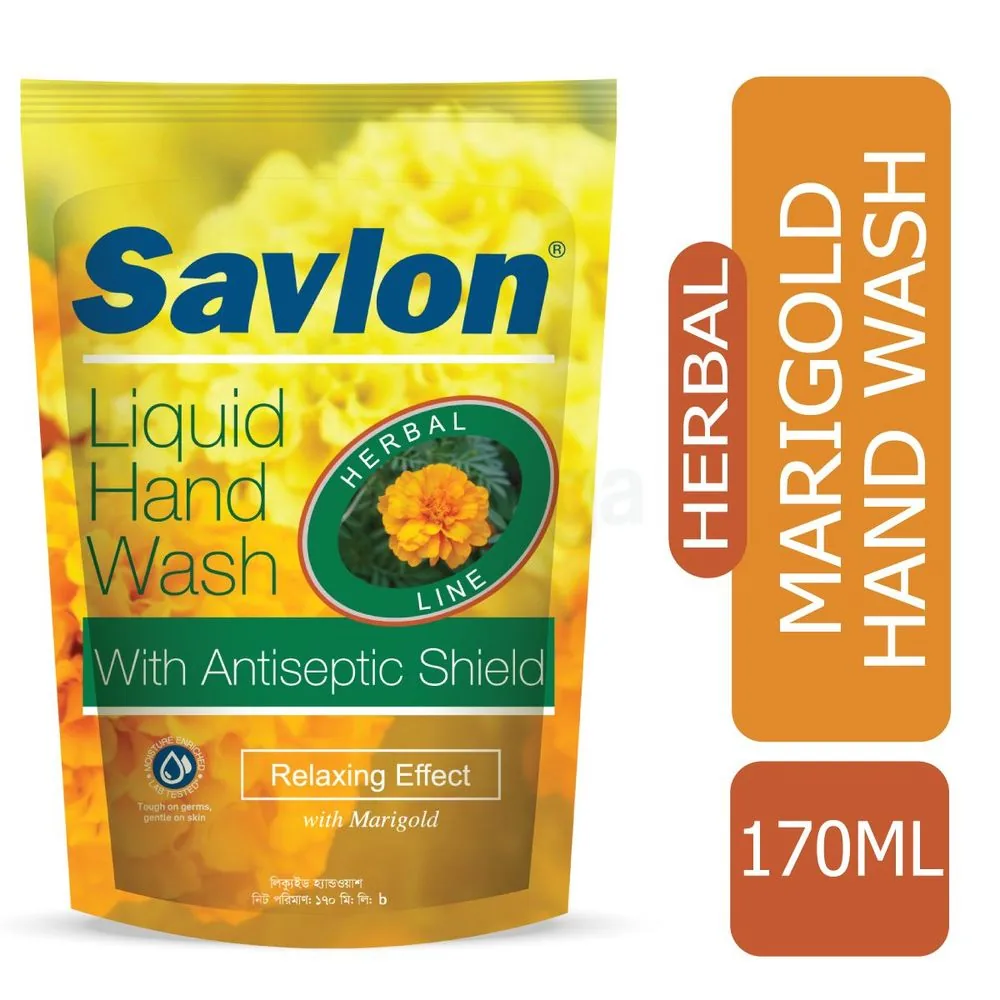 Savlon®
Liquid
Hand
Wash
HERBAL
LINE
With Antiseptic Shield
MOISTURE ENRICHED
LAB TESTED
Tough on germs,
gentle on skin
Relaxing Effect
with Marigold
লিকুইড হ্যান্ডওয়াশ
নিট পরিমাণ: ১৭০ মি: লি: b
HERBAL
MARIGOLD
HAND WASH
170ML